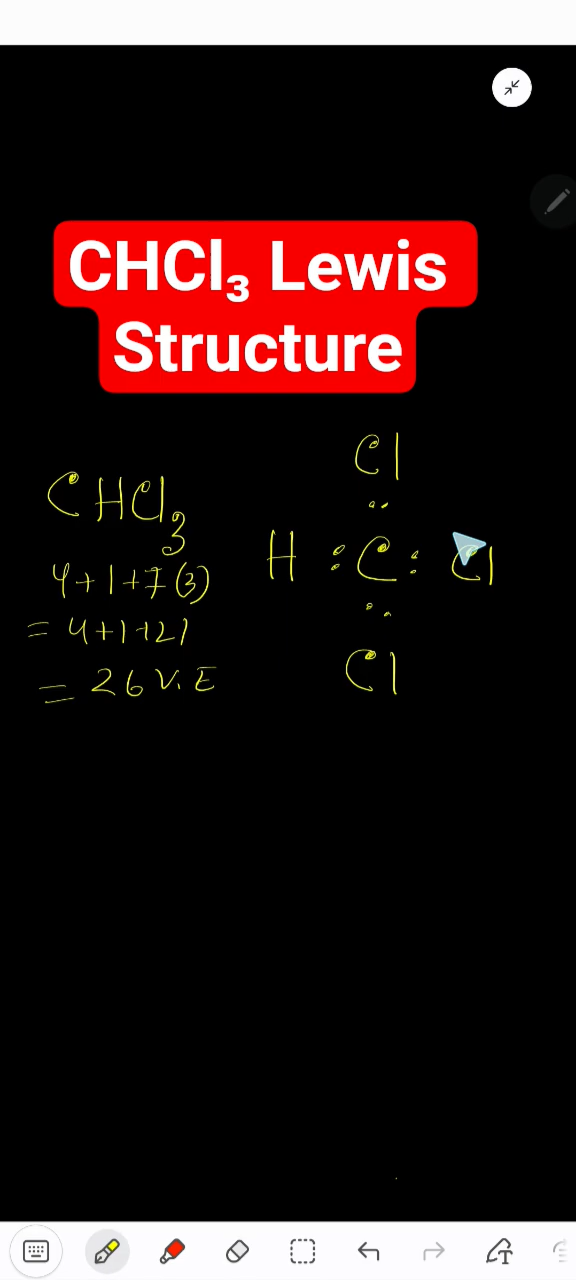 CHCl₃ Lewis
Structure
CHCl₃
4+1+7(3)
= 4+1+21
= 26 V.E
Cl
H : C : Cl
Cl